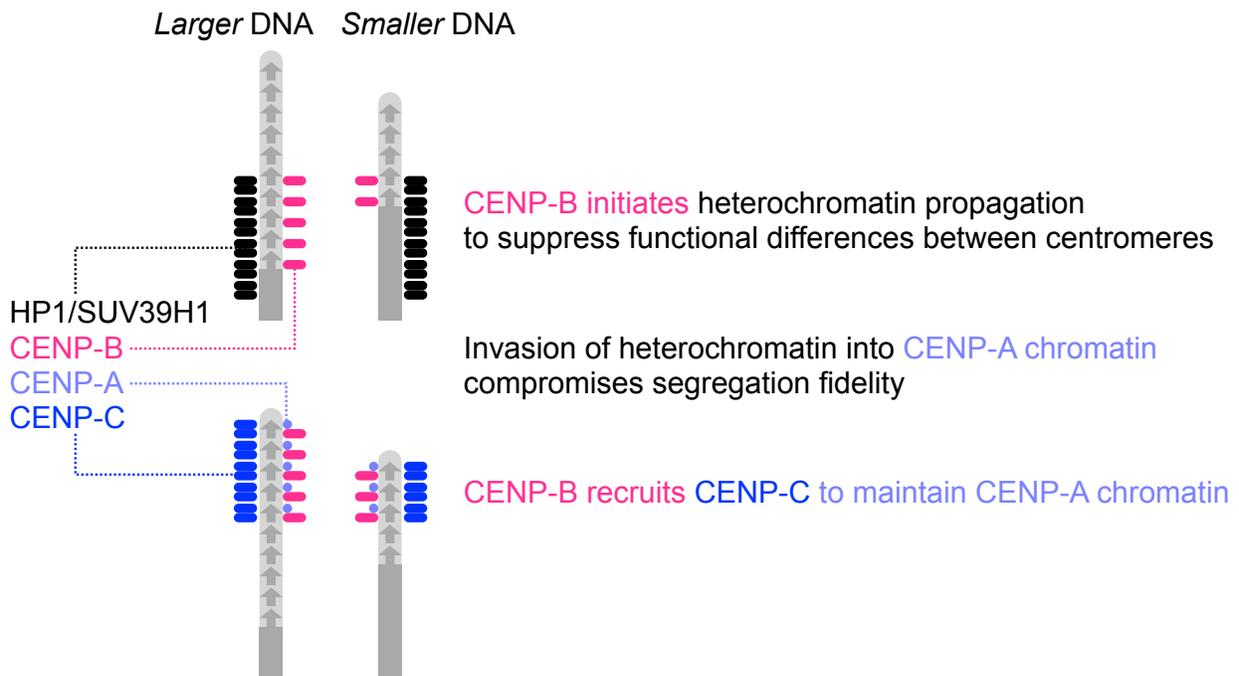 Larger DNA Smaller DNA
CENP-B initiates heterochromatin propagation
to suppress functional differences between centromeres
HP1/SUV39H1
CENP-B
CENP-A
CENP-C
Invasion of heterochromatin into CENP-A chromatin
compromises segregation fidelity
CENP-B recruits CENP-C to maintain CENP-A chromatin